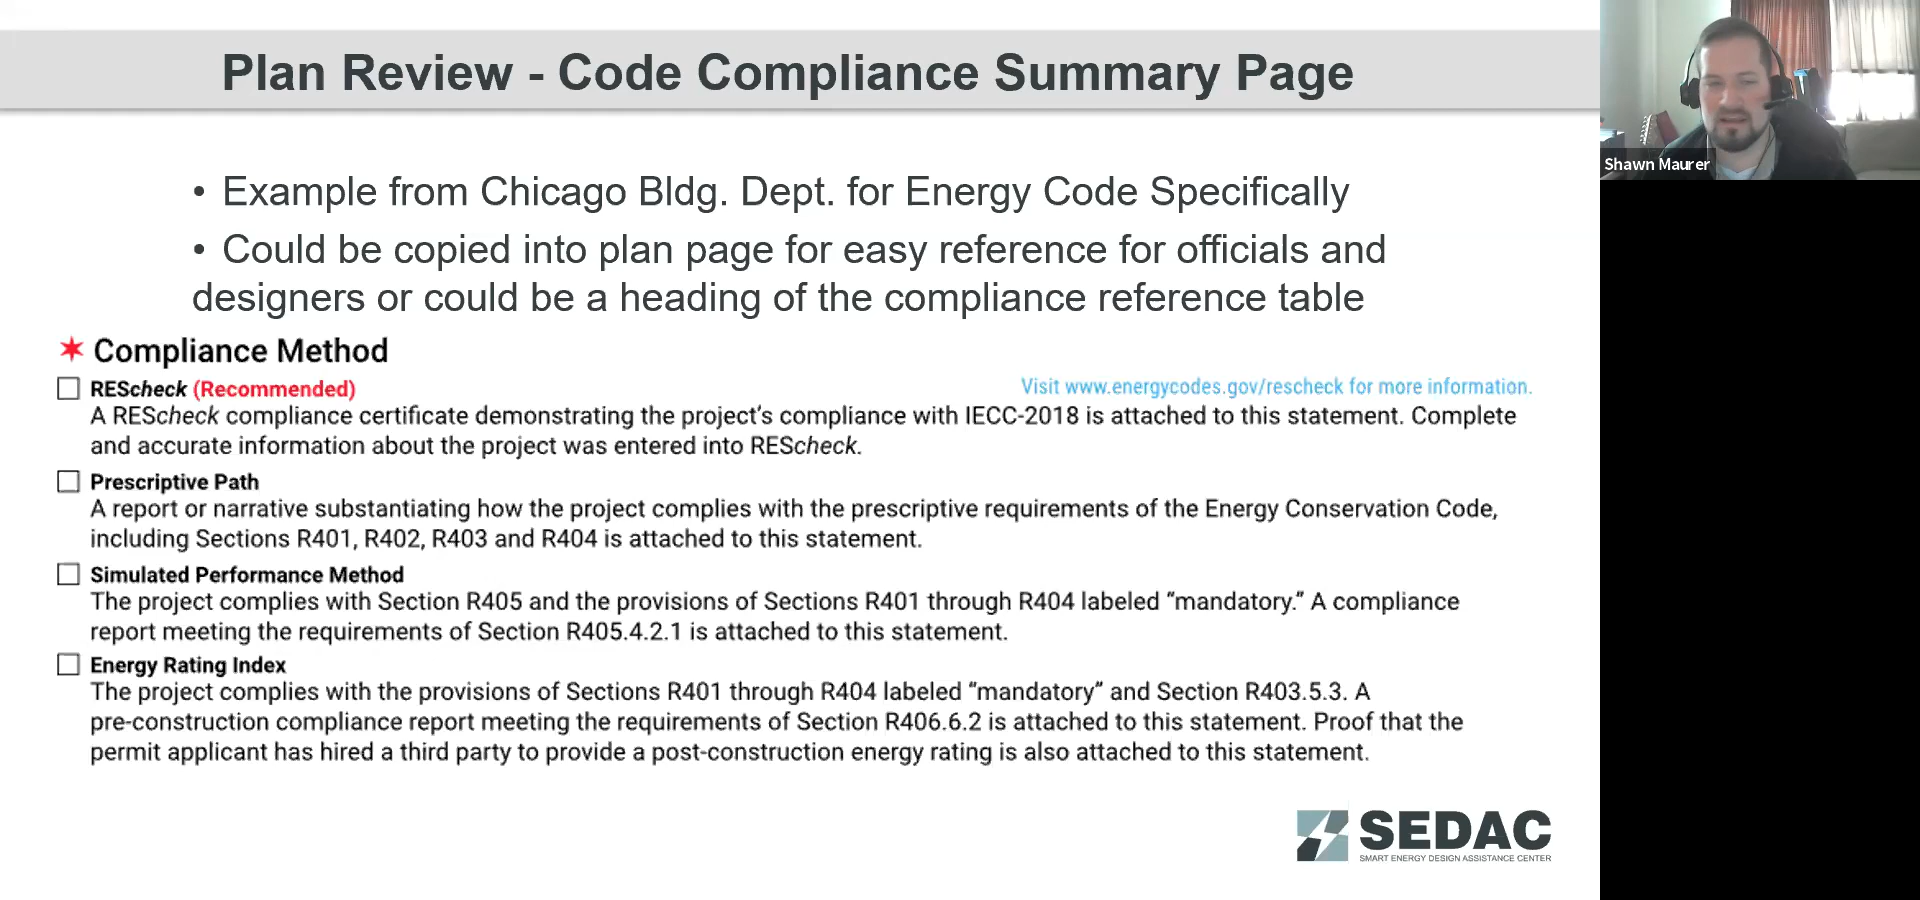 Plan Review - Code Compliance Summary Page
Shawn Maurer
• Example from Chicago Bldg. Dept. for Energy Code Specifically
• Could be copied into plan page for easy reference for officials and
designers or could be a heading of the compliance reference table
✶ Compliance Method
REScheck (Recommended)
Visit www.energycodes.gov/rescheck for more information.
A REScheck compliance certificate demonstrating the project's compliance with IECC-2018 is attached to this statement. Complete
and accurate information about the project was entered into REScheck.
Prescriptive Path
A report or narrative substantiating how the project complies with the prescriptive requirements of the Energy Conservation Code,
including Sections R401, R402, R403 and R404 is attached to this statement.
Simulated Performance Method
The project complies with Section R405 and the provisions of Sections R401 through R404 labeled “mandatory.” A compliance
report meeting the requirements of Section R405.4.2.1 is attached to this statement.
Energy Rating Index
The project complies with the provisions of Sections R401 through R404 labeled “mandatory” and Section R403.5.3. A
pre-construction compliance report meeting the requirements of Section R406.6.2 is attached to this statement. Proof that the
permit applicant has hired a third party to provide a post-construction energy rating is also attached to this statement.
SEDAC
SMART ENERGY DESIGN ASSISTANCE CENTER